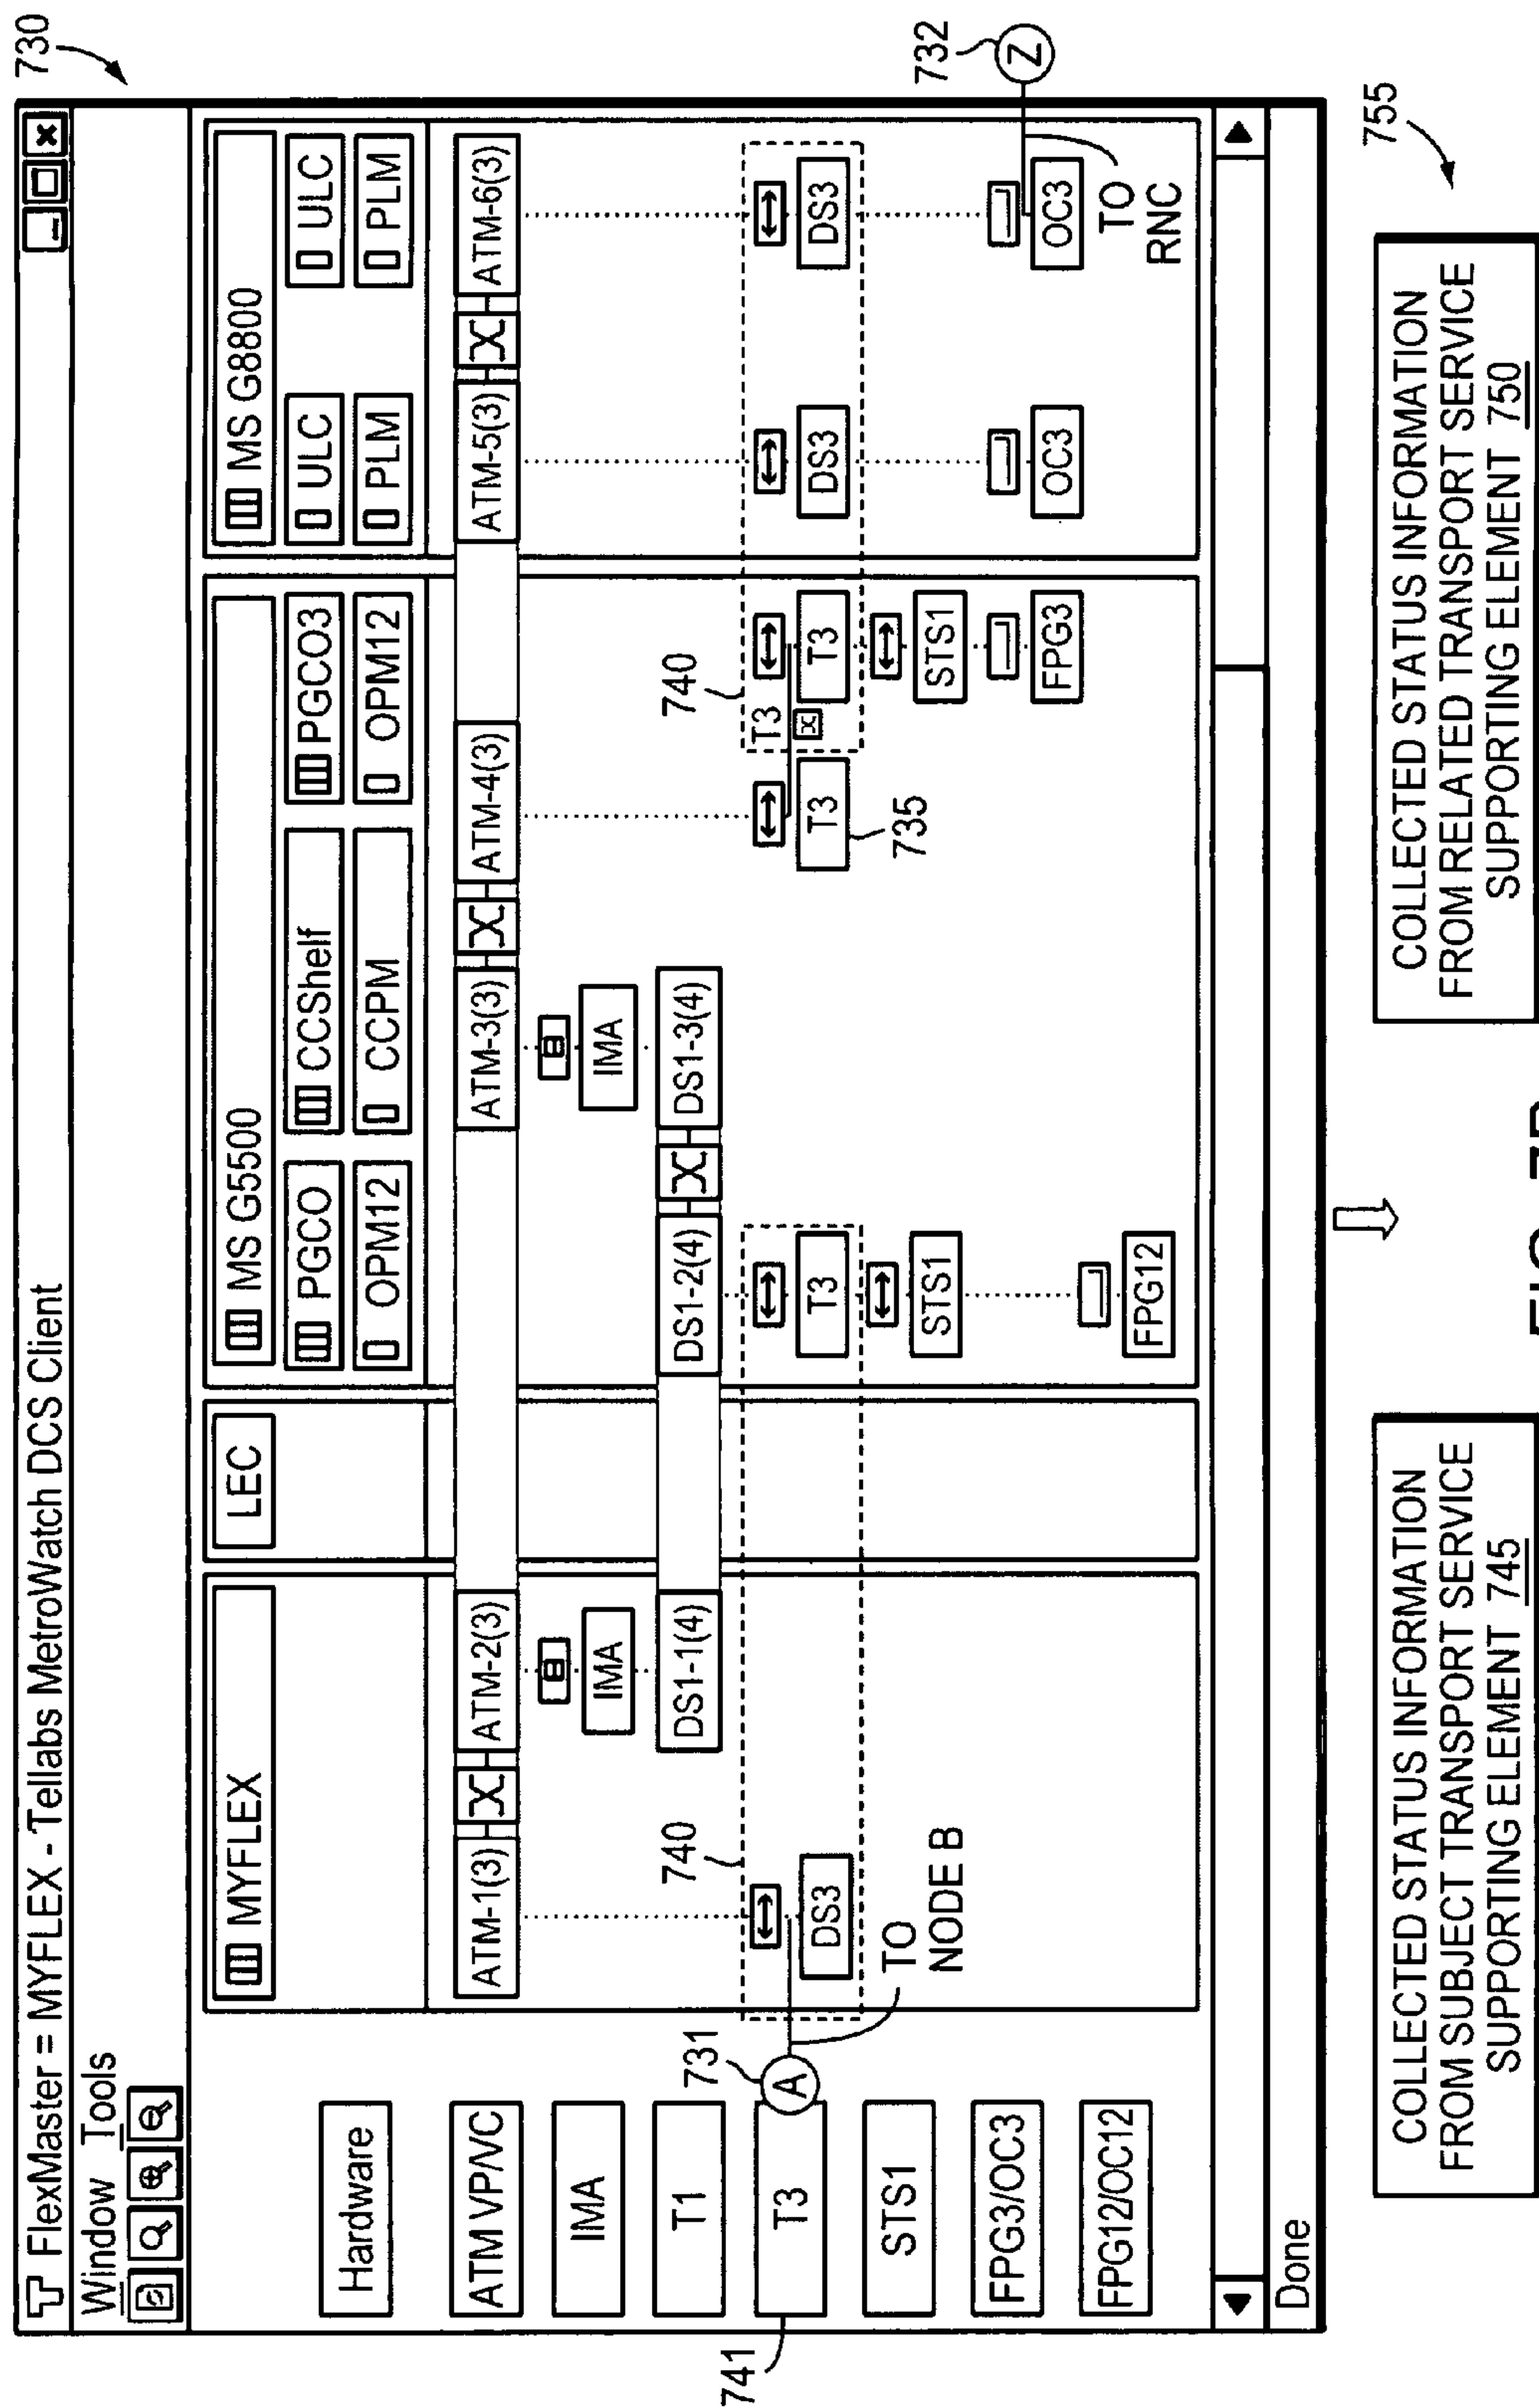 730
FlexMaster = MYFLEX - Tellabs MetroWatch DCS Client
Window Tools
Hardware
MYFLEX
LEC
MS G5500
PGCO
CCShelf
PGCO3
OPM12
CCPM
OPM12
MS G8800
ULC
ULC
PLM
PLM
ATM VP/VC
ATM-1(3)
ATM-2(3)
ATM-3(3)
ATM-4(3)
ATM-5(3)
ATM-6(3)
IMA
IMA
IMA
T1
DS1-1(4)
DS1-2(4)
DS1-3(4)
740
740
731
A
741
T3
DS3
T3
T3
735
T3
T3
DS3
DS3
TO
NODE B
STS1
STS1
STS1
732
Z
FPG3/OC3
FPG3
OC3
OC3
TO
RNC
FPG12/OC12
FPG12
Done
755
COLLECTED STATUS INFORMATION
FROM SUBJECT TRANSPORT SERVICE
SUPPORTING ELEMENT 745
COLLECTED STATUS INFORMATION
FROM RELATED TRANSPORT SERVICE
SUPPORTING ELEMENT 750